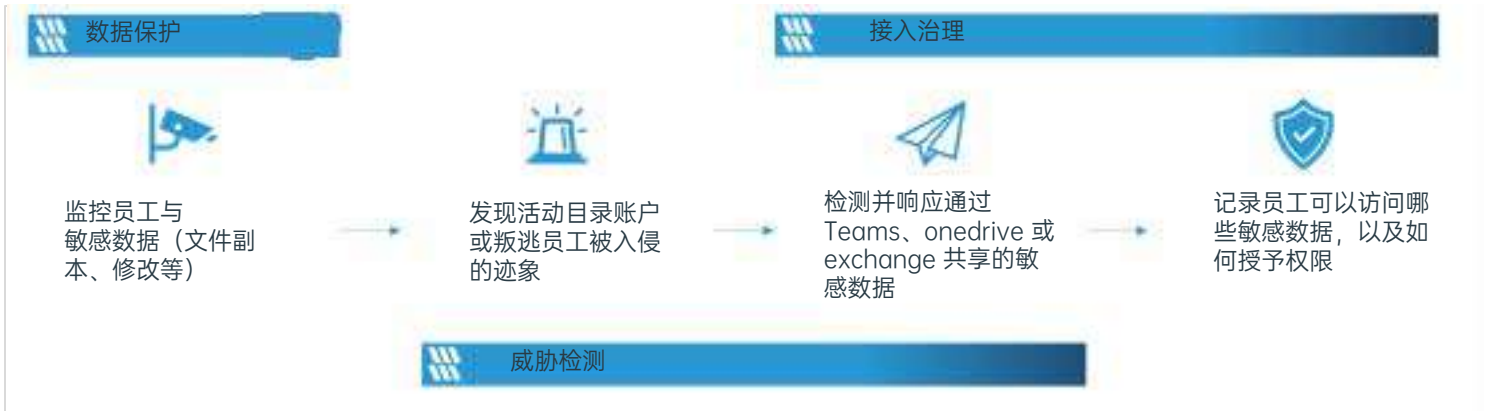 数据保护
接入治理
监控员工与
敏感数据（文件副
本、修改等）
发现活动目录账户
或叛逃员工被入侵
的迹象
检测并响应通过
Teams、onedrive 或
exchange 共享的敏
感数据
记录员工可以访问哪
些敏感数据，以及如
何授予权限
威胁检测